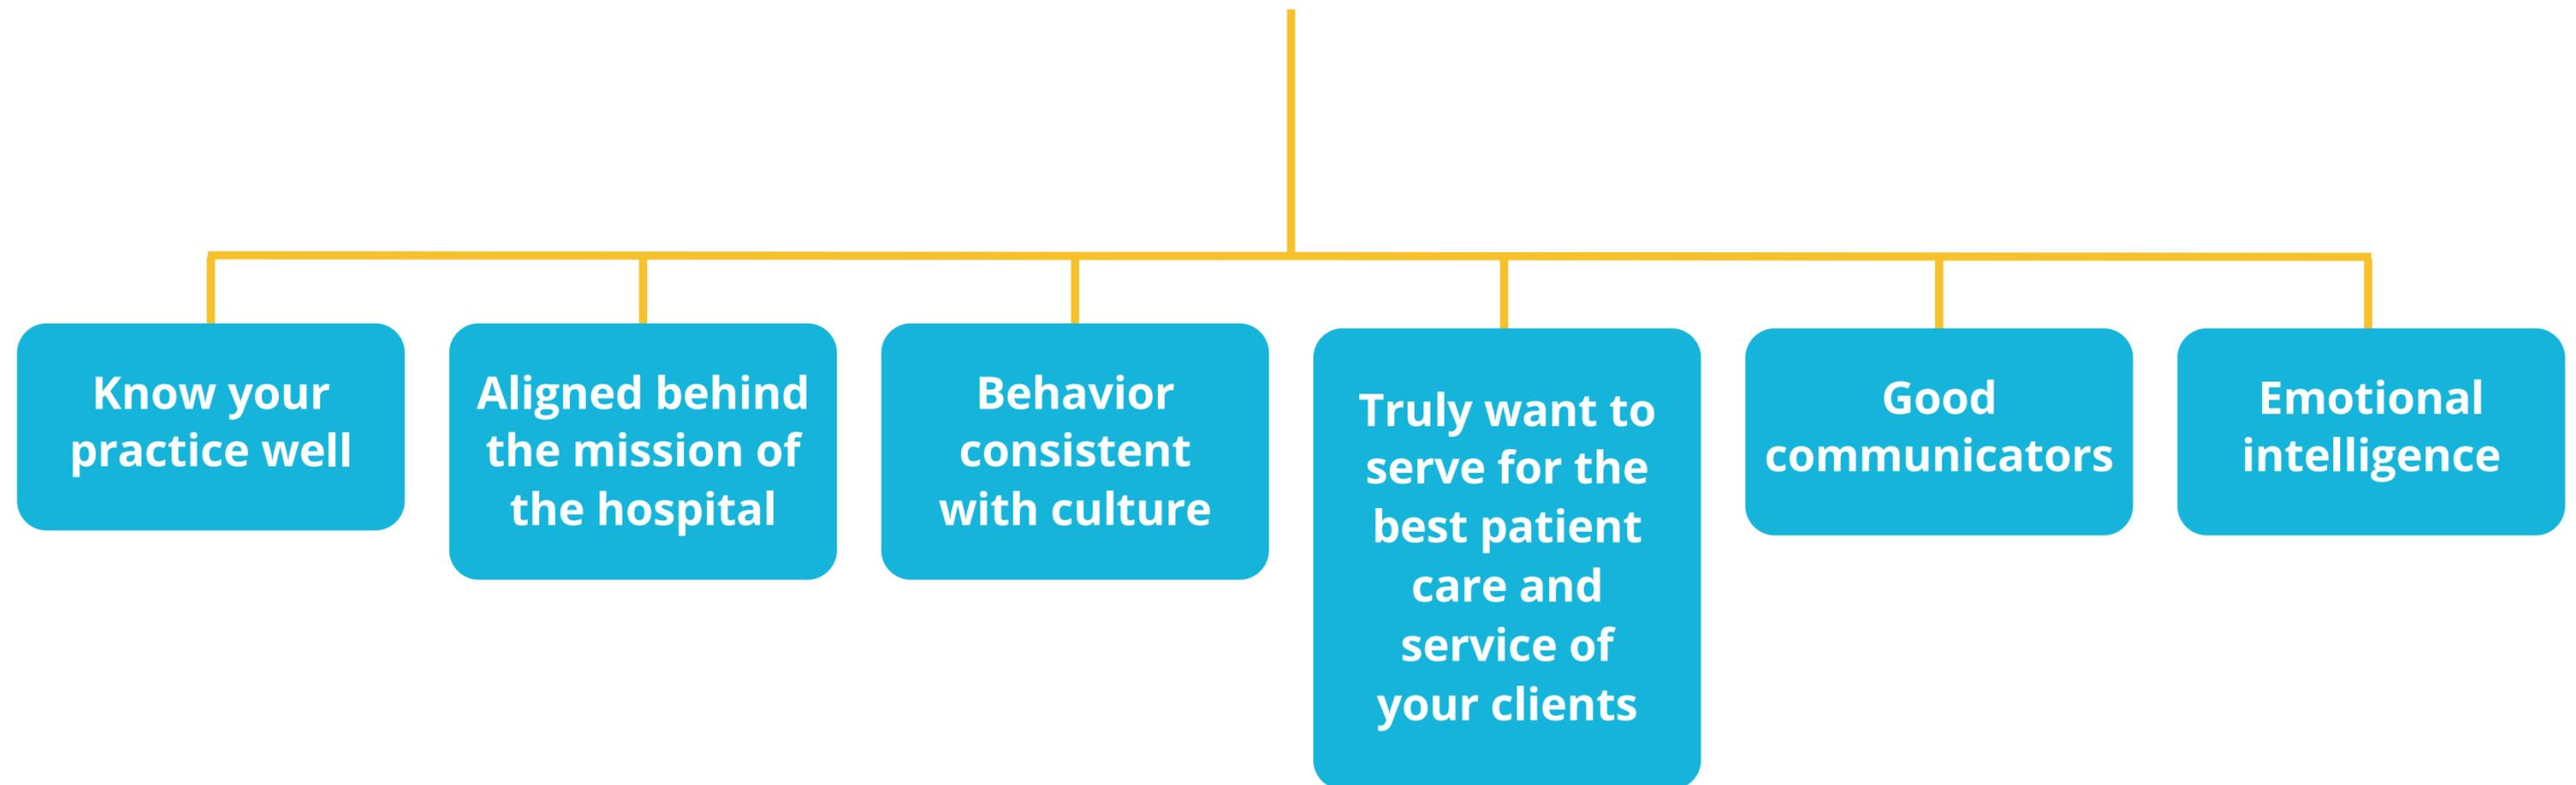 Know your
practice well
Aligned behind
the mission of
the hospital
Behavior
consistent
with culture
Truly want to
serve for the
best patient
care and
service of
your clients
Good
communicators
Emotional
intelligence